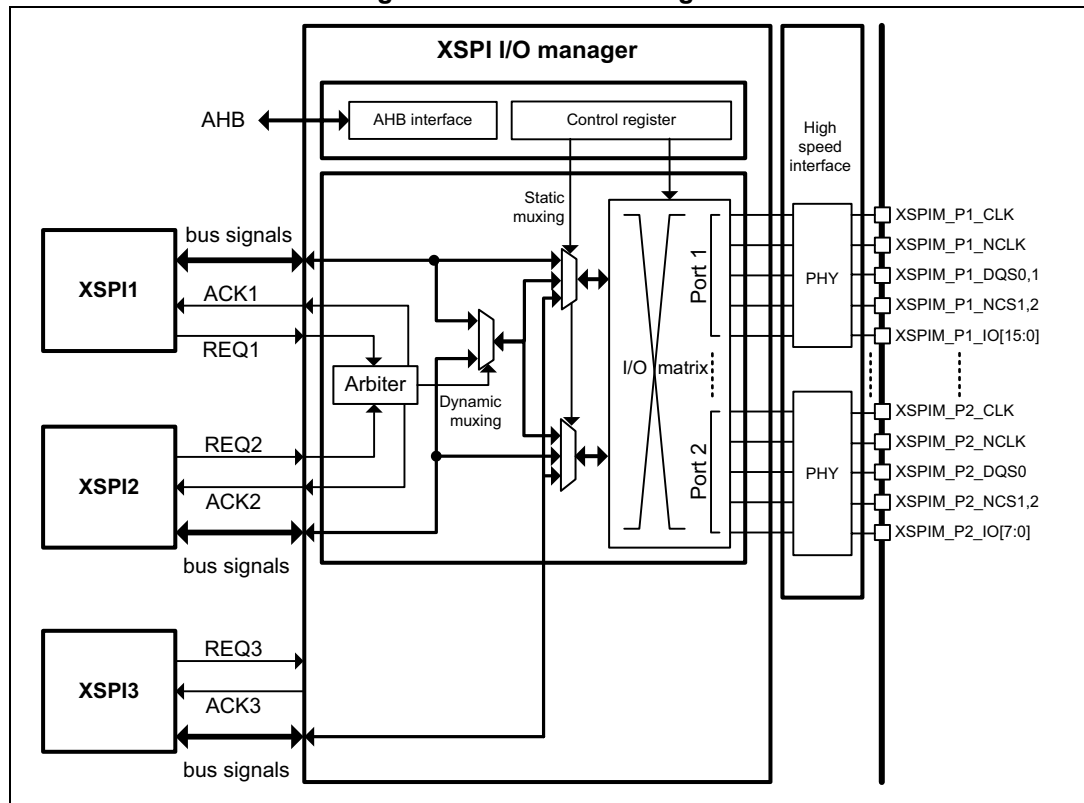 XSPI I/O manager
AHB
AHB interface
Control register
High
speed
interface
Static
muxing
bus signals
XSPI1
ACK1
REQ1
Arbiter
Dynamic
muxing
I/O matrix
Port 1
Port 2
PHY
XSPIM_P1_CLK
XSPIM_P1_NCLK
XSPIM_P1_DQS0,1
XSPIM_P1_NCS1,2
XSPIM_P1_IO[15:0]
XSPI2
REQ2
ACK2
bus signals
PHY
XSPIM_P2_CLK
XSPIM_P2_NCLK
XSPIM_P2_DQS0
XSPIM_P2_NCS1,2
XSPIM_P2_IO[7:0]
XSPI3
REQ3
ACK3
bus signals